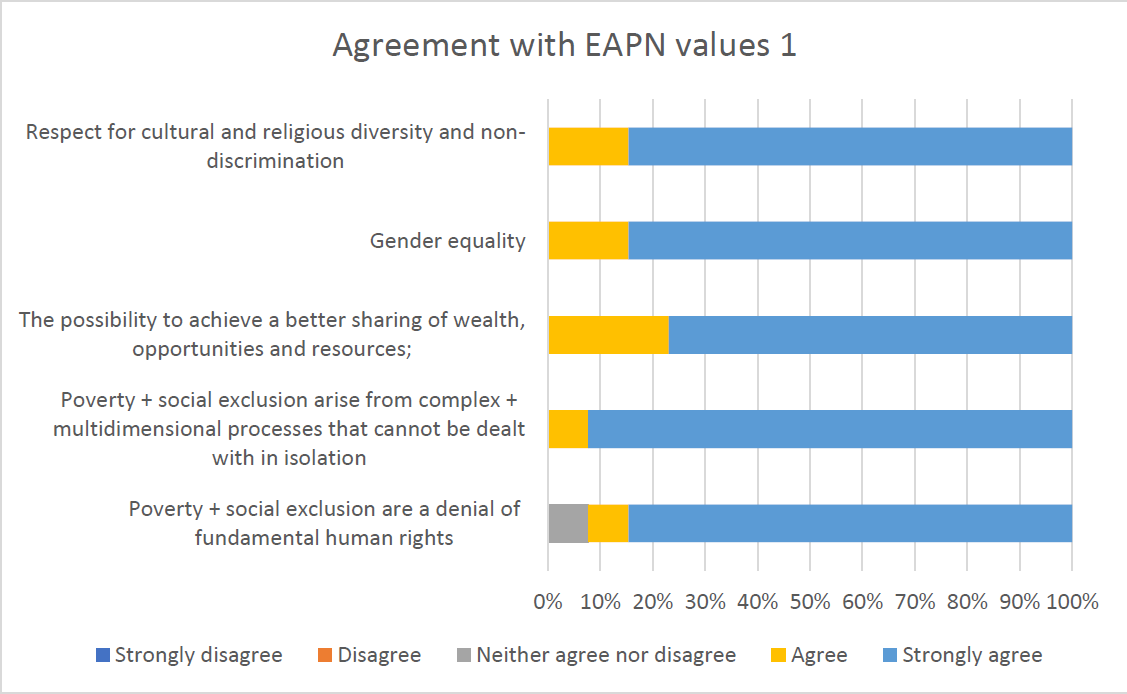 Agreement with EAPN values 1
Respect for cultural and religious diversity and non-
discrimination
Gender equality
The possibility to achieve a better sharing of wealth,
opportunities and resources;
Poverty + social exclusion arise from complex +
multidimensional processes that cannot be dealt
with in isolation
Poverty + social exclusion are a denial of
fundamental human rights
0% 10% 20% 30% 40% 50% 60% 70% 80% 90% 100%
Strongly disagree Disagree Neither agree nor disagree Agree Strongly agree